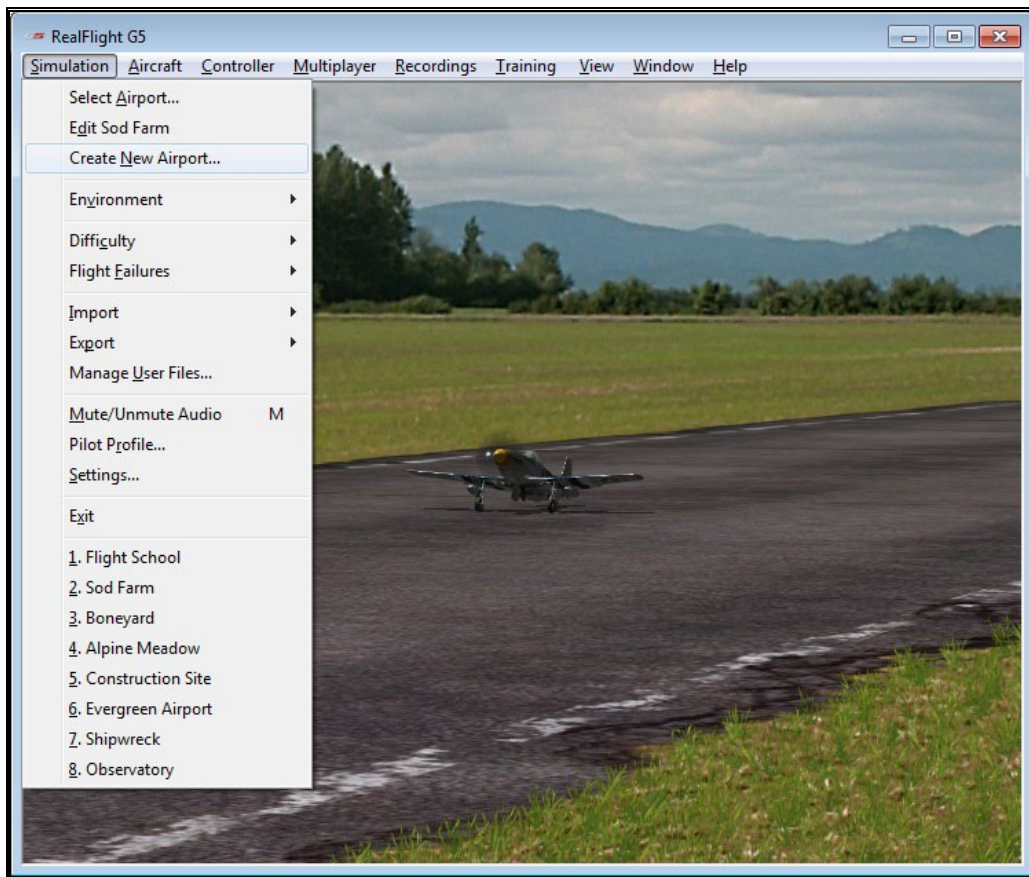 RealFlight G5
Simulation Aircraft Controller Multiplayer Recordings Training View Window Help
Select Airport...
Edit Sod Farm
Create New Airport...
Environment
Difficulty
Flight Failures
Import
Export
Manage User Files...
Mute/Unmute Audio M
Pilot Profile...
Settings...
Exit
1. Flight School
2. Sod Farm
3. Boneyard
4. Alpine Meadow
5. Construction Site
6. Evergreen Airport
7. Shipwreck
8. Observatory